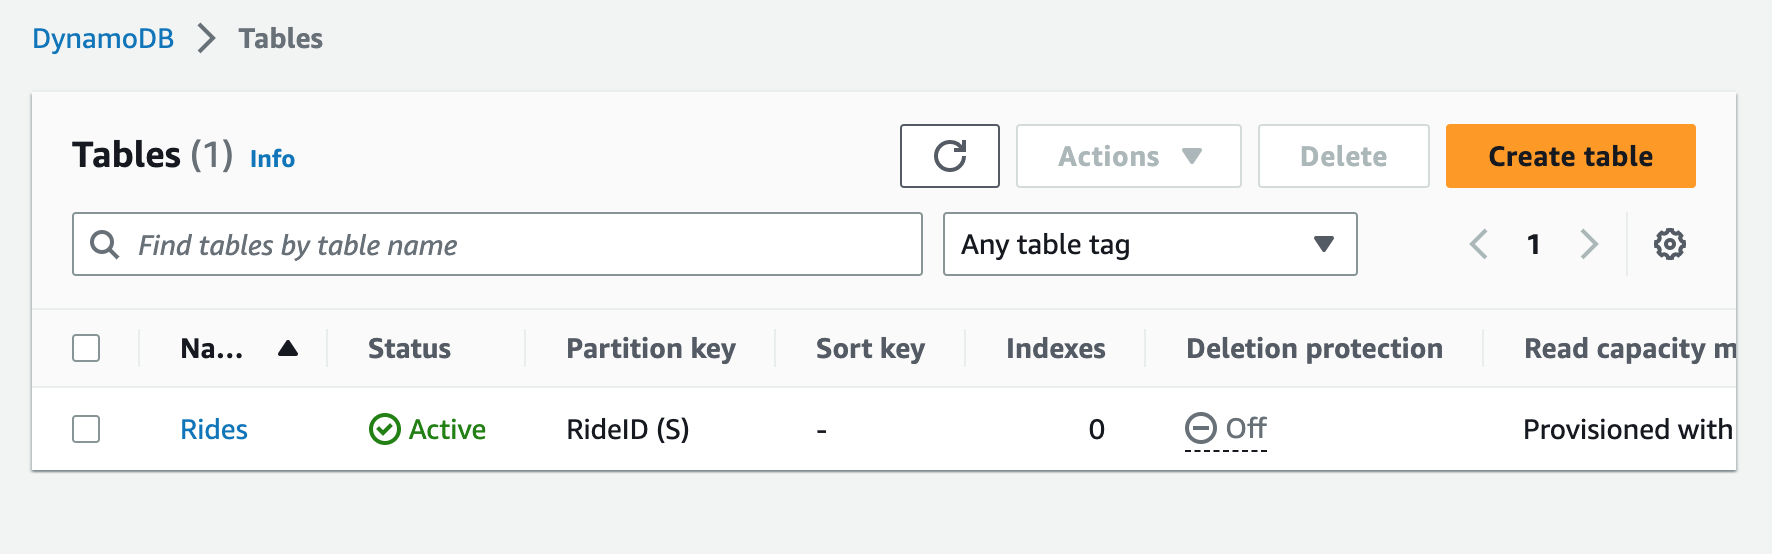 DynamoDB > Tables
Tables (1) Info
Actions
Delete
Create table
Find tables by table name
Any table tag
1
Na... Status Partition key Sort key Indexes Deletion protection Read capacity m
Rides Active RideID (S) - 0 Off Provisioned with